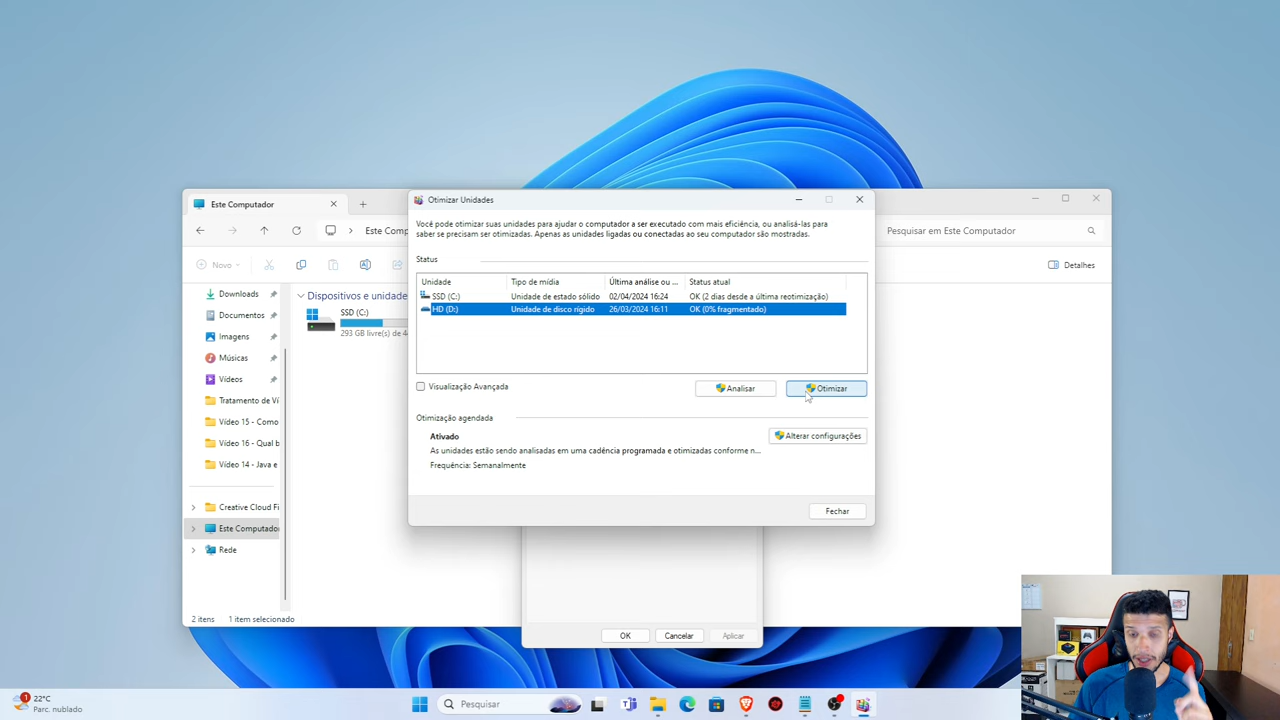 Este Computador
Otimizar Unidades
Este Comp
Pesquisar em Este Computador
Você pode otimizar suas unidades para ajudar o computador a ser executado com mais eficiência, ou analisá-las para
saber se precisam ser otimizadas. Apenas as unidades ligadas ou conectadas ao seu computador são mostradas.
Novo
Detalhes
Status
Unidade Tipo de mídia Última análise ou ... Status atual
SSD (C:) Unidade de estado sólido 02/04/2024 16:24 OK (2 dias desde a última reotimização)
HD (D:) Unidade de disco rígido 26/03/2024 16:11 OK (0% fragmentado)
Downloads
Documentos
Imagens
Músicas
Vídeos
Tratamento de Ví
Vídeo 15 - Como
Vídeo 16 - Qual b
Vídeo 14 - Java e
Creative Cloud Fi
Este Computador
Rede
Dispositivos e unidade
SSD (C:)
293 GB livre(s) de 4
Visualização Avançada
Analisar
Otimizar
Otimização agendada
Ativado
Alterar configurações
As unidades estão sendo analisadas em uma cadência programada e otimizadas conforme n...
Frequência: Semanalmente
Fechar
2 itens
1 item selecionado
OK
Cancelar
Aplicar
1
22°C
Parc. nublado
Pesquisar